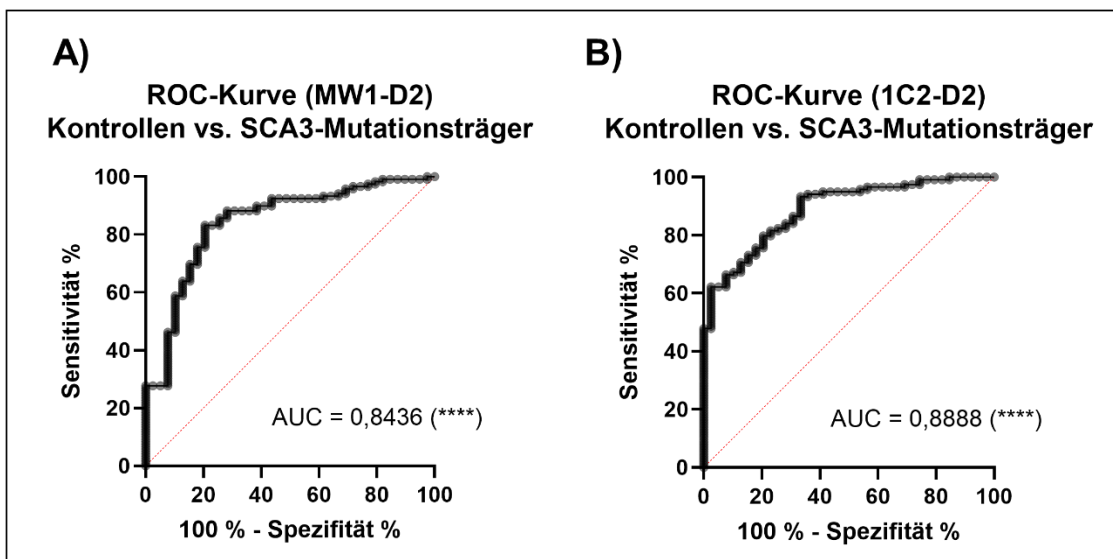 A)
ROC-Kurve (MW1-D2)
Kontrollen vs. SCA3-Mutationsträger
100
80
60
40
20
0
Sensitivität %
AUC = 0,8436 (****)
0 20 40 60 80 100
100 % - Spezifität %
B)
ROC-Kurve (1C2-D2)
Kontrollen vs. SCA3-Mutationsträger
100
80
60
40
20
0
Sensitivität %
AUC = 0,8888 (****)
0 20 40 60 80 100
100 % - Spezifität %